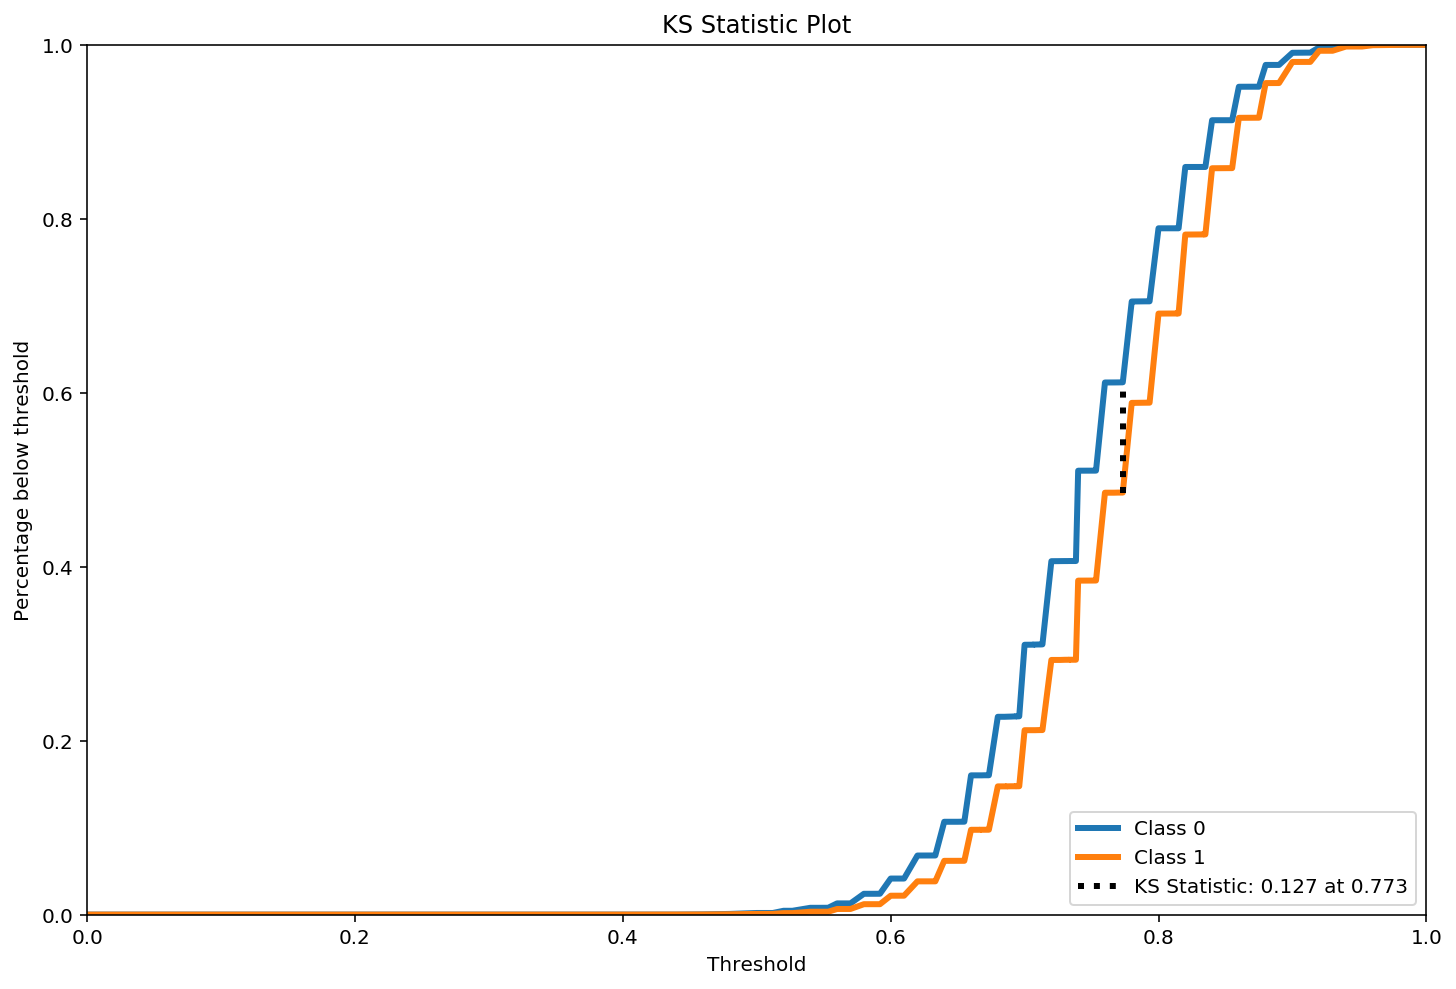 KS Statistic Plot
1.0
0.8
0.6
0.4
0.2
0.0
Percentage below threshold
0.0 0.2 0.4 0.6 0.8 1.0
Threshold
Class 0
Class 1
KS Statistic: 0.127 at 0.773